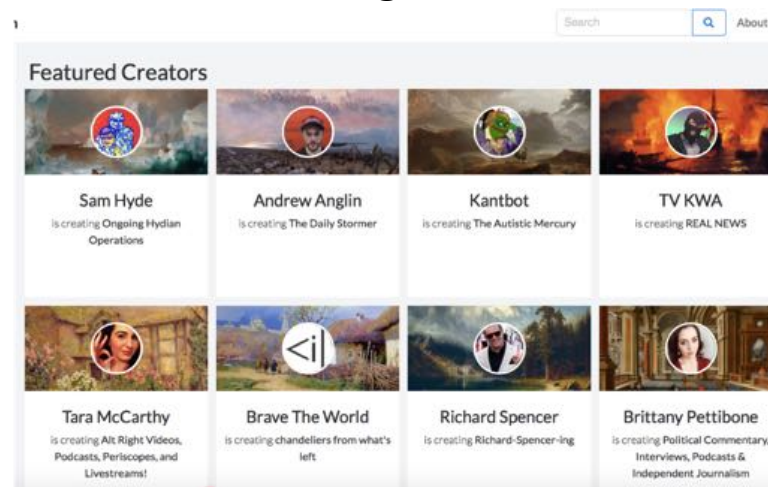 Search
About
Featured Creators
Sam Hyde
is creating Ongoing Hydian
Operations
Andrew Anglin
is creating The Daily Stormer
Kantbot
is creating The Autistic Mercury
TV KWA
is creating REAL NEWS
Tara McCarthy
is creating Alt Right Videos,
Podcasts, Periscopes, and
Livestreams!
<i|
Brave The World
is creating chandeliers from what's
left
Richard Spencer
is creating Richard-Spencer-ing
Brittany Pettibone
is creating Political Commentary,
Interviews, Podcasts &
Independent Journalism